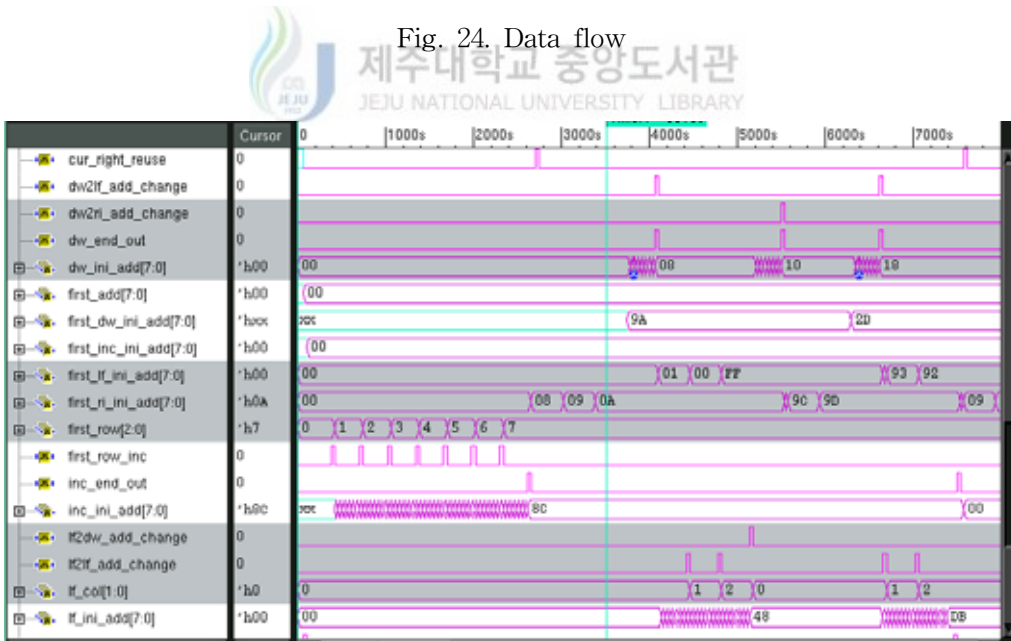 Fig. 24. Data flow
제주대학교 중앙도서관
JEJU NATIONAL UNIVERSITY LIBRARY
JEJU
Cursor 0 1000s 2000s 3000s 4000s 5000s 6000s 7000s
cur_right_reuse 0
dw2lf_add_change 0
dw2ri_add_change 0
dw_end_out 0
dw_ini_add[7:0] 'h00 00 08 10 18
first_add[7:0] 'h00 00
first_dw_ini_add[7:0] 'hxx xx 9A 2D
first_inc_ini_add[7:0] 'h00 00
first_lf_ini_add[7:0] 'h00 00 01 00 FF 93 92
first_ri_ini_add[7:0] 'h0A 00 08 09 0A 9C 9D 09
first_row[2:0] 'h7 0 1 2 3 4 5 6 7
first_row_inc 0
inc_end_out 0
inc_ini_add[7:0] 'h8C xx 8C 00
lf2dw_add_change 0
lf2lf_add_change 0
lf_col[1:0] 'h0 0 1 2 0 1 2
lf_ini_add[7:0] 'h00 00 48 DB